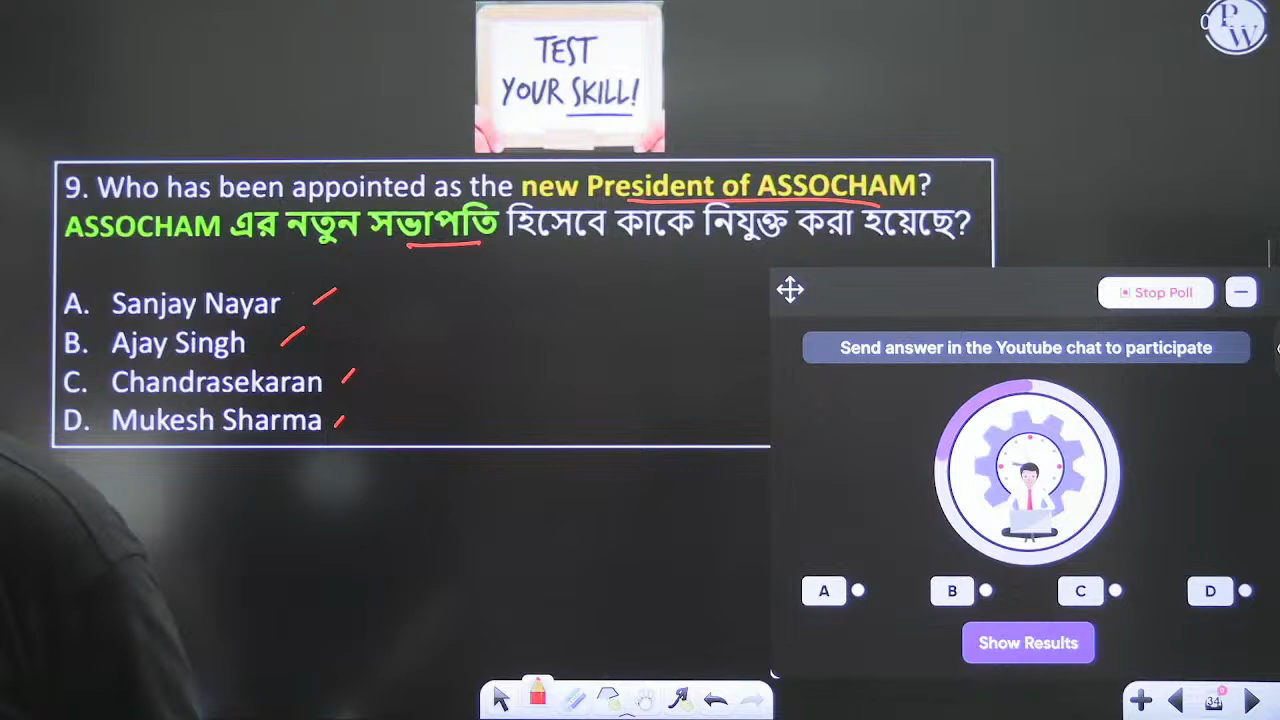 TEST
YOUR SKILL!
PW
9. Who has been appointed as the new President of ASSOCHAM?
ASSOCHAM এর নতুন সভাপতি হিসেবে কাকে নিযুক্ত করা হয়েছে?
A. Sanjay Nayar
B. Ajay Singh
C. Chandrasekaran
D. Mukesh Sharma
Stop Poll
Send answer in the Youtube chat to participate
A B C D
Show Results
34